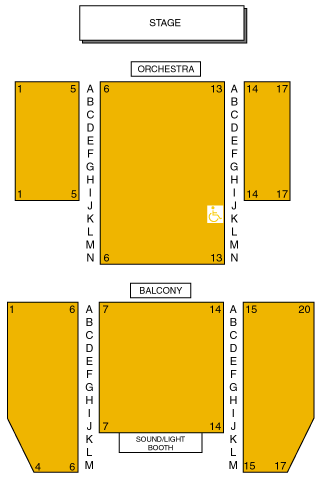 STAGE
ORCHESTRA
1 5 A 6 13 A 14 17
B B
C C
D D
E E
F F
G G
H H
1 5 I I 14 17
J J
K K
L L
M M
N 6 13 N
BALCONY
1 6 A 7 14 A 15 20
B B
C C
D D
E E
F F
G G
H H
I I
J 7 14 J
K SOUND/LIGHT K
L BOOTH L
4 6 M M 15 17